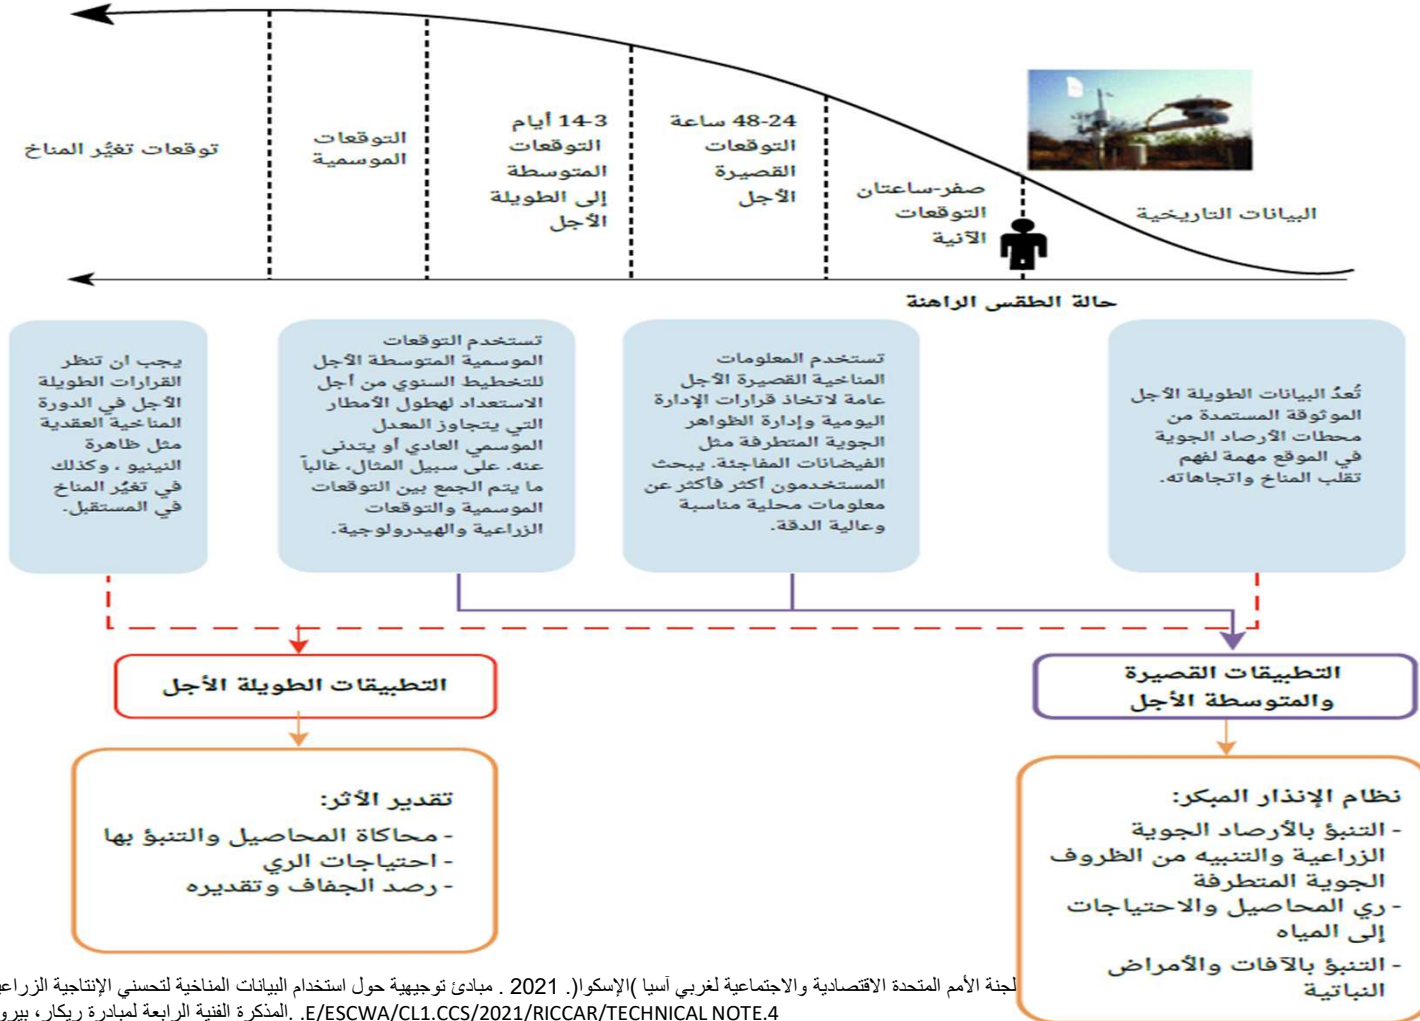 البيانات التاريخية
صفر-ساعتان
التوقعات
الآنية
48-24 ساعة
التوقعات
القصيرة
الأجل
14-3 أيام
التوقعات
المتوسطة
إلى الطويلة
الأجل
التوقعات
الموسمية
توقعات تغيُّر المناخ
حالة الطقس الراهنة
تُعدُّ البيانات الطويلة الأجل
الموثوقة المستمدة من
محطات الأرصاد الجوية
في الموقع مهمة لفهم
تقلب المناخ واتجاهاته.
تستخدم المعلومات
المناخية القصيرة الأجل
عامة لاتخاذ قرارات الإدارة
اليومية وإدارة الظواهر
الجوية المتطرفة مثل
الفيضانات المفاجئة. يبحث
المستخدمون أكثر فأكثر عن
معلومات محلية مناسبة
وعالية الدقة.
تستخدم التوقعات
الموسمية المتوسطة الأجل
للتخطيط السنوي من أجل
الاستعداد لهطول الأمطار
التي يتجاوز المعدل
الموسمي العادي أو يتدنى
عنه. على سبيل المثال، غالباً
ما يتم الجمع بين التوقعات
الموسمية والتوقعات
الزراعية والهيدرولوجية.
يجب ان تنظر
القرارات الطويلة
الأجل في الدورة
المناخية العقدية
مثل ظاهرة
النينيو ، وكذلك
في تغيُّر المناخ
في المستقبل.
التطبيقات القصيرة
والمتوسطة الأجل
التطبيقات الطويلة الأجل
نظام الإنذار المبكر:
- التنبؤ بالأرصاد الجوية
الزراعية والتنبيه من الظروف
الجوية المتطرفة
- ري المحاصيل والاحتياجات
إلى المياه
- التنبؤ بالآفات والأمراض
النباتية
تقدير الأثر:
- محاكاة المحاصيل والتنبؤ بها
- احتياجات الري
- رصد الجفاف وتقديره
لجنة الأمم المتحدة الاقتصادية والاجتماعية لغربي آسيا )الإسكوا(. 2021 . مبادئ توجيهية حول استخدام البيانات المناخية لتحسني الإنتاجية
E/ESCWA/CL1.CCS/2021/RICCAR/TECHNICAL NOTE.4. .المذكرة الفنية الرابعة لمبادرة ريكار،